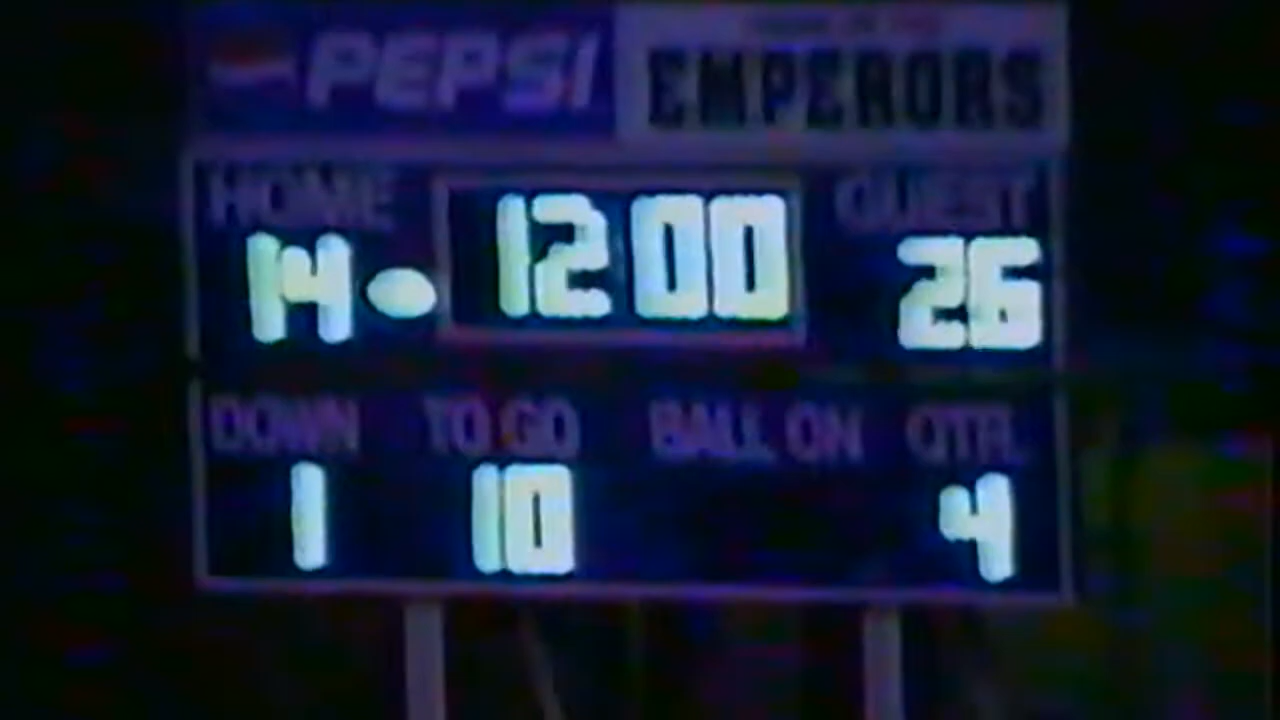 PEPSI
EMPERORS
HOME 12 00 GUEST
14 26
DOWN TO GO BALL ON QTR.
1 10 4